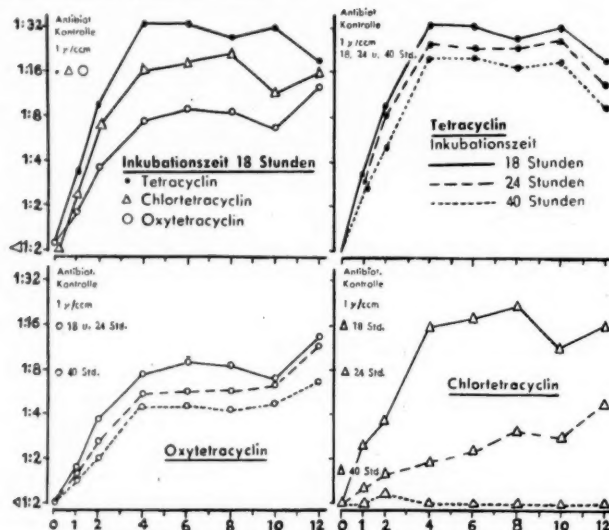 1:32
1:16
1:8
1:4
1:2
<1:2
Antibiot.
Kontrolle
1 γ/ccm
Inkubationszeit 18 Stunden
Tetracyclin
Chlortetracyclin
Oxytetracyclin
Antibiot.
Kontrolle
1 γ/ccm
18, 24 u. 40 Std.
Tetracyclin
Inkubationszeit
18 Stunden
24 Stunden
40 Stunden
1:32
1:16
1:8
1:4
1:2
<1:2
Antibiot.
Kontrolle
1 γ/ccm
18 u. 24 Std.
40 Std.
Oxytetracyclin
0 1 2 4 6 8 10 12
Antibiot.
Kontrolle
1 γ/ccm
18 Std.
24 Std.
40 Std.
Chlortetracyclin
0 1 2 4 6 8 10 12